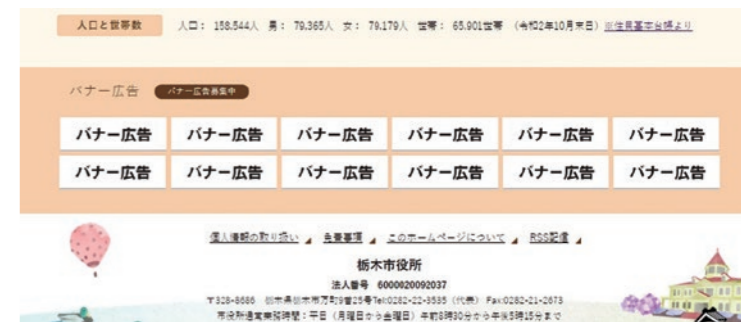 人口と世帯数 人口： 158,544人 男： 79,365人 女： 79,179人 世帯： 65,901世帯 （令和2年10月末日） ※住民基本台帳より
バナー広告 バナー広告募集中
バナー広告 バナー広告 バナー広告 バナー広告 バナー広告 バナー広告
バナー広告 バナー広告 バナー広告 バナー広告 バナー広告 バナー広告
個人情報の取り扱い 免責事項 このホームページについて RSS配信
栃木市役所
法人番号 6000020092037
〒328-8686 栃木県栃木市万町9番25号Tel:0282-22-3535（代表） Fax:0282-21-2673
市役所通常業務時間：平日（月曜日から金曜日）午前8時30分から午後5時15分まで